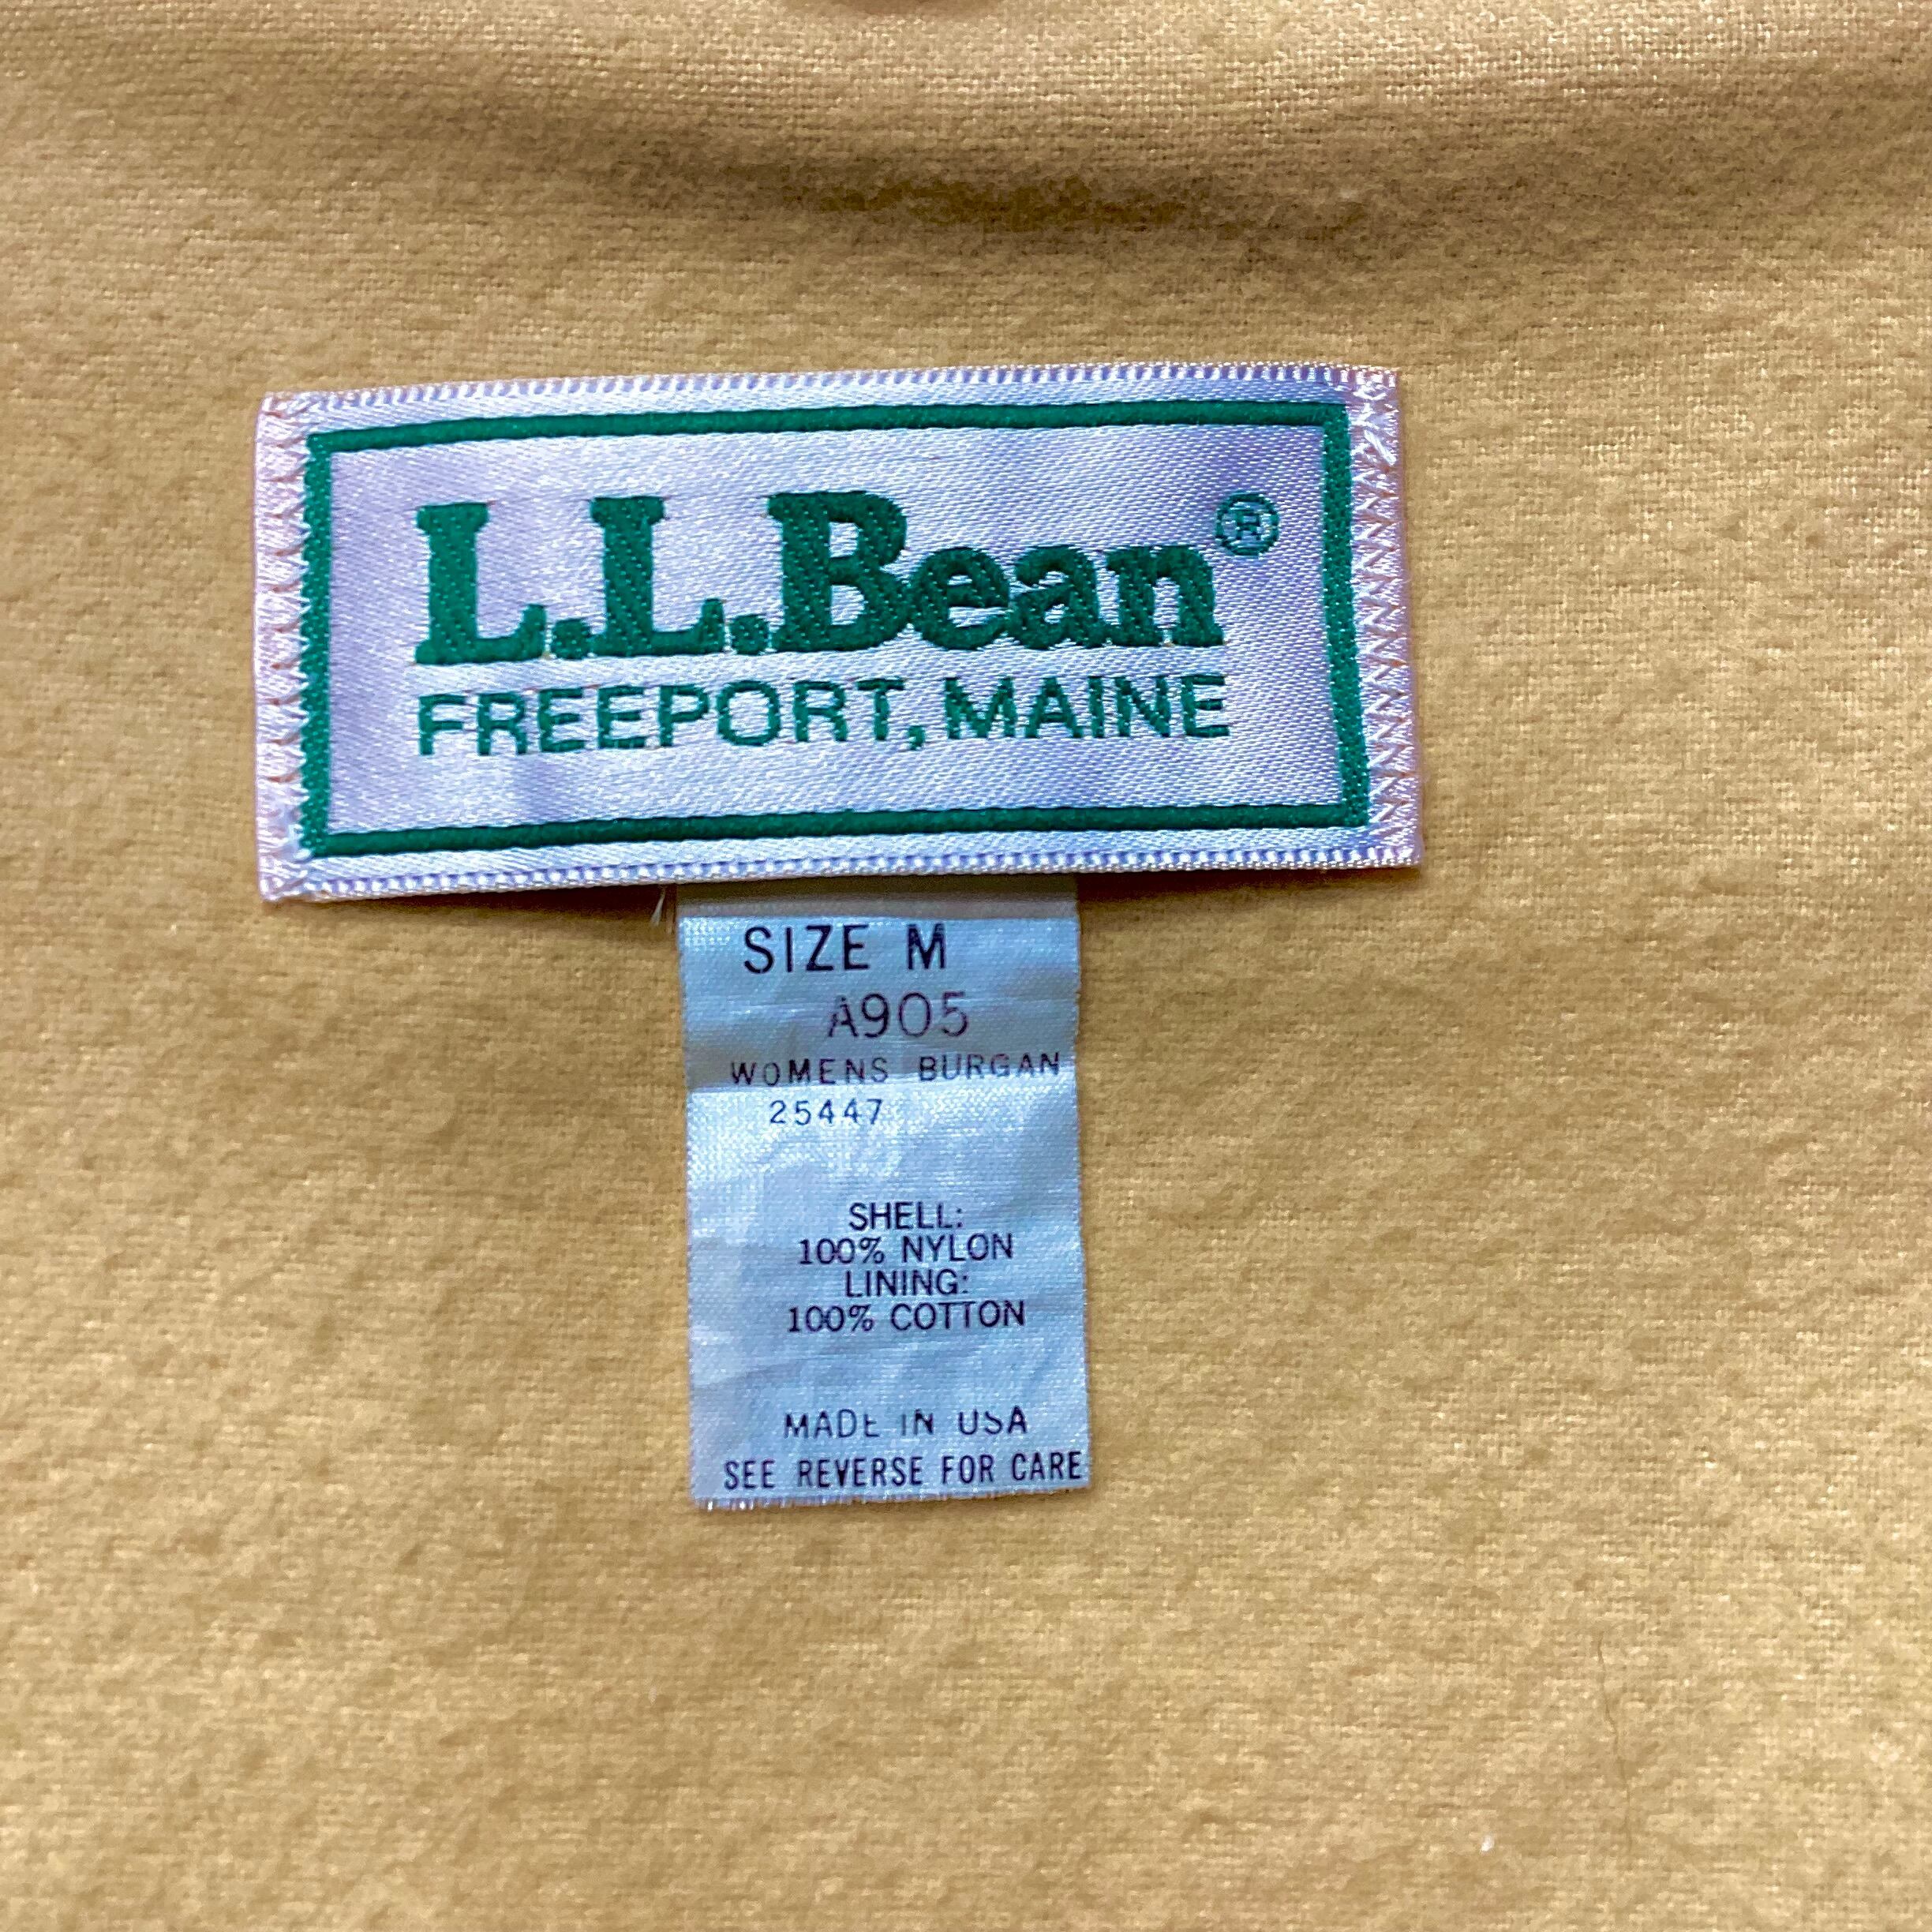 L.L.Bean®
FREEPORT, MAINE
SIZE M
A905
WOMENS BURGAN
25447
SHELL:
100% NYLON
LINING:
100% COTTON
MADE IN USA
SEE REVERSE FOR CARE